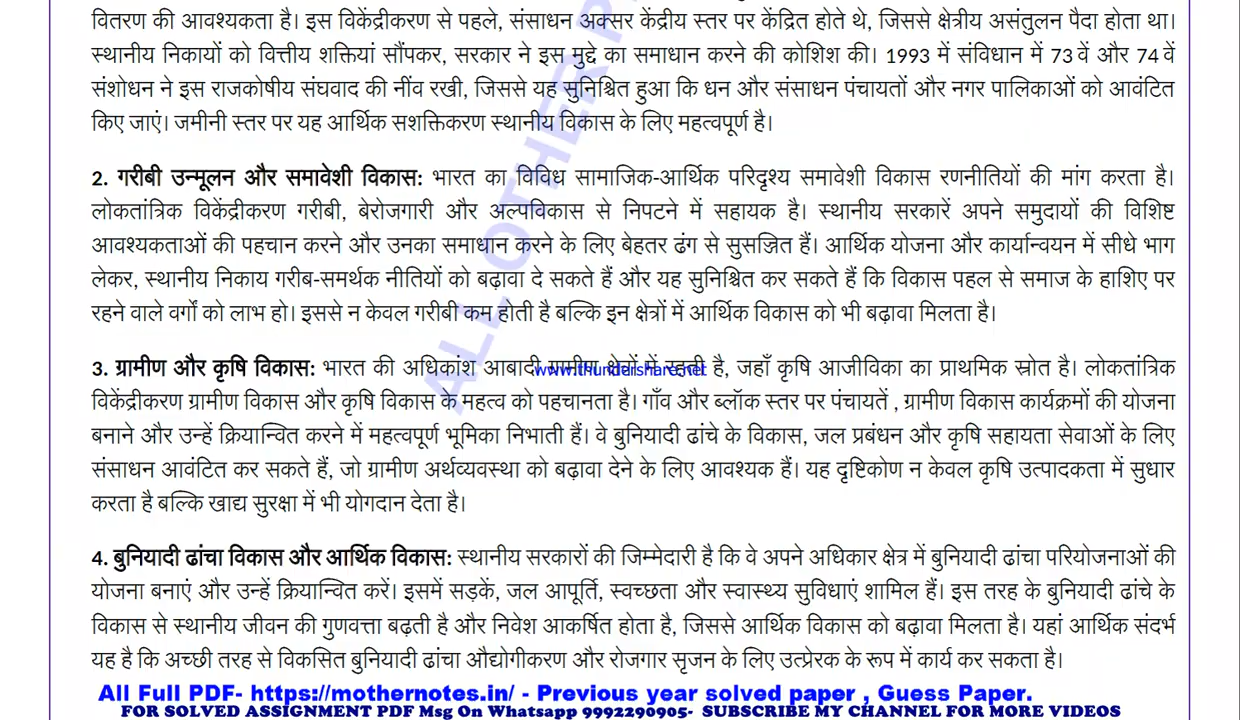 वितरण की आवश्यकता है। इस विकेंद्रीकरण से पहले, संसाधन अक्सर केंद्रीय स्तर पर केंद्रित होते थे, जिससे क्षेत्रीय असंतुलन पैदा होता था।
स्थानीय निकायों को वित्तीय शक्तियां सौंपकर, सरकार ने इस मुद्दे का समाधान करने की कोशिश की। 1993 में संविधान में 73 वें और 74 वें
संशोधन ने इस राजकोषीय संघवाद की नींव रखी, जिससे यह सुनिश्चित हुआ कि धन और संसाधन पंचायतों और नगर पालिकाओं को आवंटित
किए जाएं। जमीनी स्तर पर यह आर्थिक सशक्तिकरण स्थानीय विकास के लिए महत्वपूर्ण है।
2. गरीबी उन्मूलन और समावेशी विकास: भारत का विविध सामाजिक-आर्थिक परिदृश्य समावेशी विकास रणनीतियों की मांग करता है।
लोकतांत्रिक विकेंद्रीकरण गरीबी, बेरोजगारी और अल्पविकास से निपटने में सहायक है। स्थानीय सरकारें अपने समुदायों की विशिष्ट
आवश्यकताओं की पहचान करने और उनका समाधान करने के लिए बेहतर ढंग से सुसज्जित हैं। आर्थिक योजना और कार्यान्वयन में सीधे भाग
लेकर, स्थानीय निकाय गरीब-समर्थक नीतियों को बढ़ावा दे सकते हैं और यह सुनिश्चित कर सकते हैं कि विकास पहल से समाज के हाशिए पर
रहने वाले वर्गों को लाभ हो। इससे न केवल गरीबी कम होती है बल्कि इन क्षेत्रों में आर्थिक विकास को भी बढ़ावा मिलता है।
3. ग्रामीण और कृषि विकास: भारत की अधिकांश आबादी ग्रामीण क्षेत्रों में रहती है, जहाँ कृषि आजीविका का प्राथमिक स्रोत है। लोकतांत्रिक
www.thundershare.net
विकेंद्रीकरण ग्रामीण विकास और कृषि विकास के महत्व को पहचानता है। गाँव और ब्लॉक स्तर पर पंचायतें , ग्रामीण विकास कार्यक्रमों की योजना
बनाने और उन्हें क्रियान्वित करने में महत्वपूर्ण भूमिका निभाती हैं। वे बुनियादी ढांचे के विकास, जल प्रबंधन और कृषि सहायता सेवाओं के लिए
संसाधन आवंटित कर सकते हैं, जो ग्रामीण अर्थव्यवस्था को बढ़ावा देने के लिए आवश्यक हैं। यह दृष्टिकोण न केवल कृषि उत्पादकता में सुधार
करता है बल्कि खाद्य सुरक्षा में भी योगदान देता है।
4. बुनियादी ढांचा विकास और आर्थिक विकास: स्थानीय सरकारों की जिम्मेदारी है कि वे अपने अधिकार क्षेत्र में बुनियादी ढांचा परियोजनाओं की
योजना बनाएं और उन्हें क्रियान्वित करें। इसमें सड़कें, जल आपूर्ति, स्वच्छता और स्वास्थ्य सुविधाएं शामिल हैं। इस तरह के बुनियादी ढांचे के
विकास से स्थानीय जीवन की गुणवत्ता बढ़ती है और निवेश आकर्षित होता है, जिससे आर्थिक विकास को बढ़ावा मिलता है। यहां आर्थिक संदर्भ
यह है कि अच्छी तरह से विकसित बुनियादी ढांचा औद्योगीकरण और रोजगार सृजन के लिए उत्प्रेरक के रूप में कार्य कर सकता है।
ALL OTHER P
All Full PDF- https://mothernotes.in/ - Previous year solved paper , Guess Paper.
FOR SOLVED ASSIGNMENT PDF Msg On Whatsapp 9992290905- SUBSCRIBE MY CHANNEL FOR MORE VIDEOS